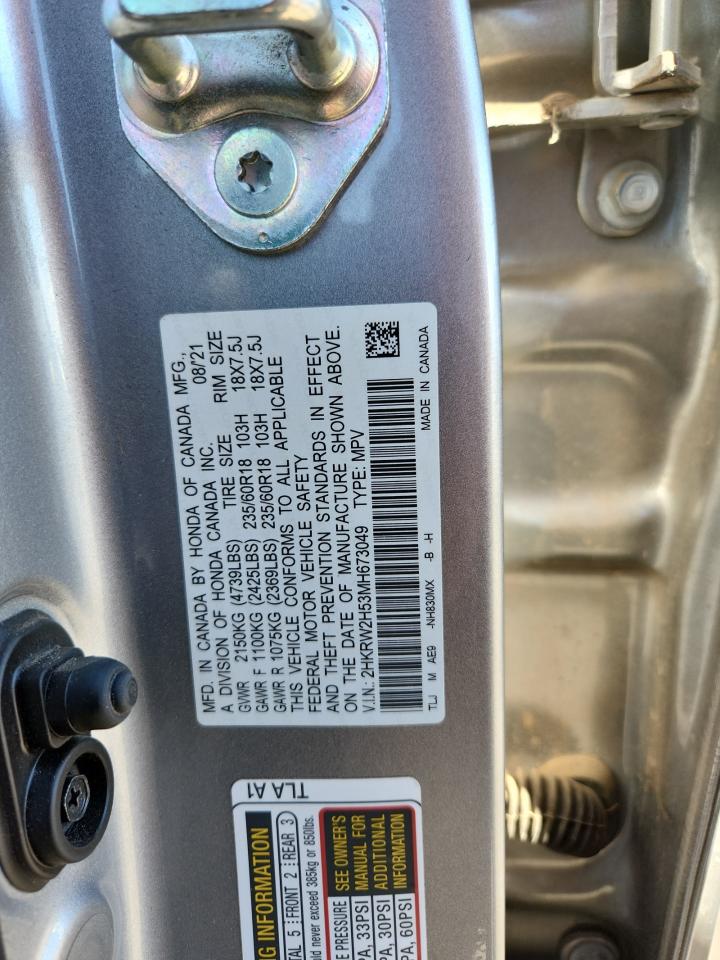 MFD. IN CANADA BY HONDA OF CANADA MFG.,
A DIVISION OF HONDA CANADA INC. 08/'21
GVWR 2150KG (4739LBS) TIRE SIZE RIM SIZE
GAWR F 1100KG (2425LBS) 235/60R18 103H 18X7.5J
GAWR R 1075KG (2369LBS) 235/60R18 103H 18X7.5J
THIS VEHICLE CONFORMS TO ALL APPLICABLE
FEDERAL MOTOR VEHICLE SAFETY
AND THEFT PREVENTION STANDARDS IN EFFECT
ON THE DATE OF MANUFACTURE SHOWN ABOVE.
V.I.N.: 2HKRW2H53MH673049 TYPE: MPV
TLJ M AE9 -NH830MX -B -H MADE IN CANADA
TLA A1
INFORMATION
5 FRONT 2 REAR 3
never exceed 385kg or 850lbs.
PRESSURE SEE OWNER'S
33PSI MANUAL FOR
30PSI ADDITIONAL
60PSI INFORMATION